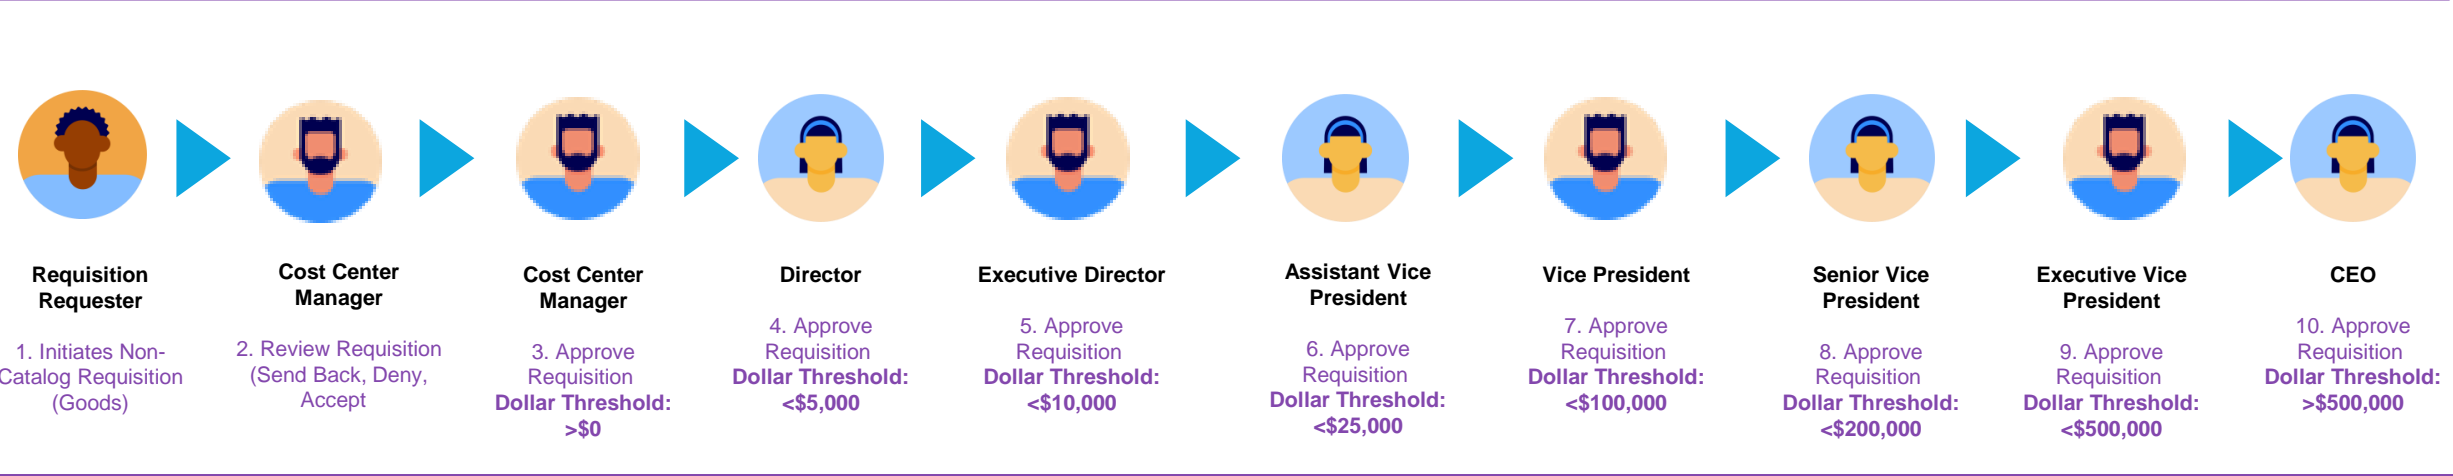 Requisition
Requester
1. Initiates Non-
Catalog Requisition
(Goods)
Cost Center
Manager
2. Review Requisition
(Send Back, Deny,
Accept
Cost Center
Manager
3. Approve
Requisition
Dollar Threshold:
>$0
Director
4. Approve
Requisition
Dollar Threshold:
<$5,000
Executive Director
5. Approve
Requisition
Dollar Threshold:
<$10,000
Assistant Vice
President
6. Approve
Requisition
Dollar Threshold:
<$25,000
Vice President
7. Approve
Requisition
Dollar Threshold:
<$100,000
Senior Vice
President
8. Approve
Requisition
Dollar Threshold:
<$200,000
Executive Vice
President
9. Approve
Requisition
Dollar Threshold:
<$500,000
CEO
10. Approve
Requisition
Dollar Threshold:
>$500,000